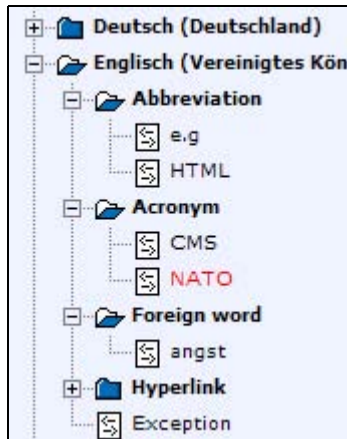 Deutsch (Deutschland)
Englisch (Vereinigtes Kön
Abbreviation
e.g
HTML
Acronym
CMS
NATO
Foreign word
angst
Hyperlink
Exception